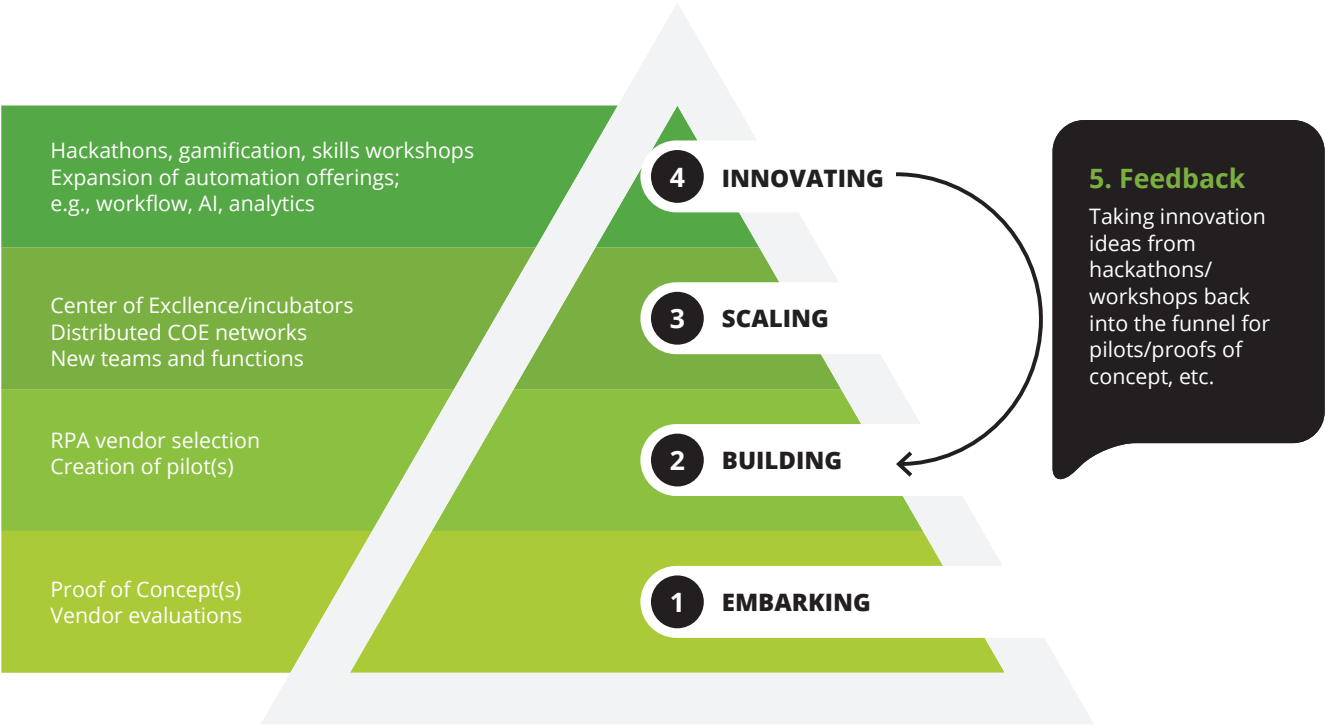 Hackathons, gamification, skills workshops
Expansion of automation offerings;
e.g., workflow, AI, analytics
4 INNOVATING
Center of Excllence/incubators
Distributed COE networks
New teams and functions
3 SCALING
RPA vendor selection
Creation of pilot(s)
2 BUILDING
Proof of Concept(s)
Vendor evaluations
1 EMBARKING
5. Feedback
Taking innovation
ideas from
hackathons/
workshops back
into the funnel for
pilots/proofs of
concept, etc.